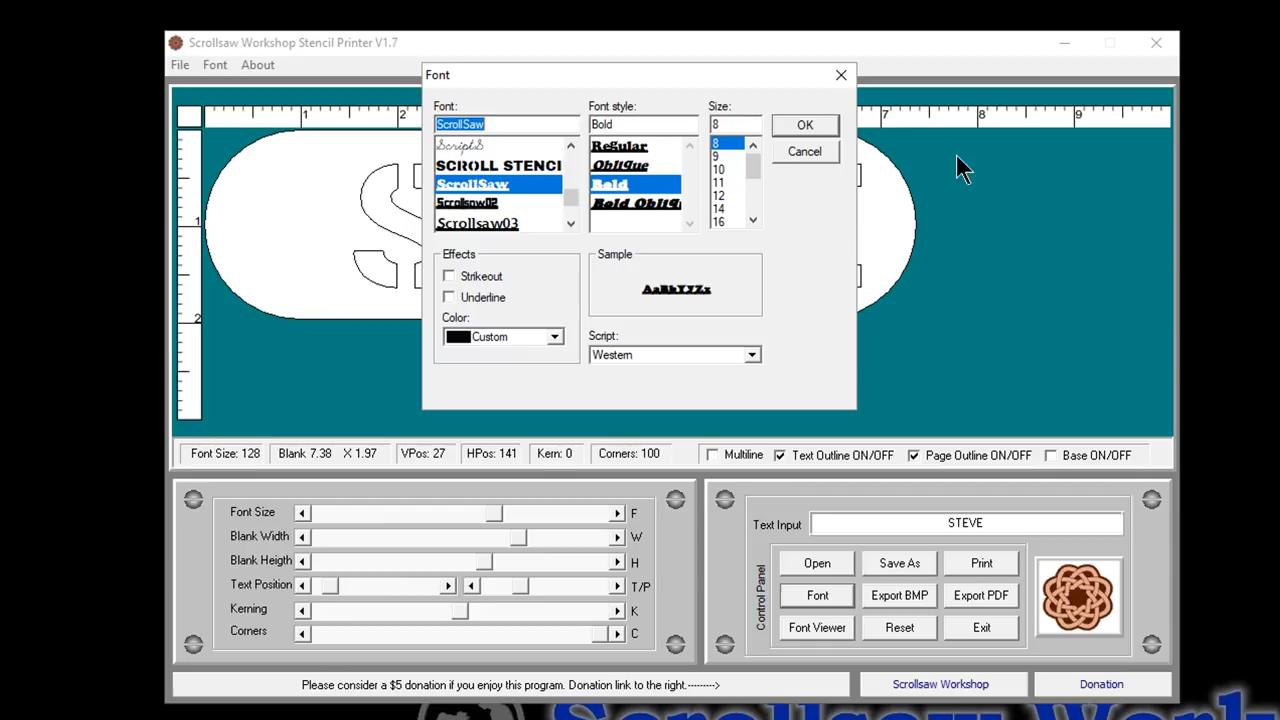 Scrollsaw Workshop Stencil Printer V1.7
File Font About
Font
Font: Font style: Size:
ScrollSaw Bold 8 OK
ScriptS Regular 8
SCROLL STENCI Oblique 9 Cancel
ScrollSaw Bold 10
Scrollsaw02 Bold Obliq 11
Scrollsaw03 12
14
16
1 2 7 8 9
1
2
S
Effects Sample
Strikeout
Underline AaBbYyZz
Color: Script:
Custom Western
Font Size: 128 Blank 7.38 X 1.97 VPos: 27 HPos: 141 Kern: 0 Corners: 100 Multiline Text Outline ON/OFF Page Outline ON/OFF Base ON/OFF
Font Size F
Blank Width W
Blank Heigth H
Text Position T/P
Kerning K
Corners C
Text Input STEVE
Control Panel
Open Save As Print
Font Export BMP Export PDF
Font Viewer Reset Exit
Please consider a $5 donation if you enjoy this program. Donation link to the right.-------->
Scrollsaw Workshop Donation